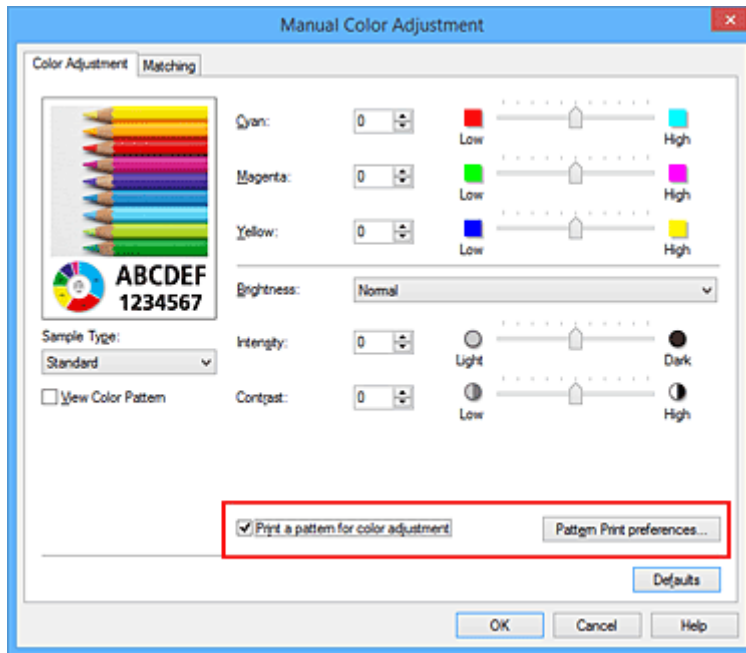 Manual Color Adjustment
Color Adjustment Matching
Cyan: 0 Low High
Magenta: 0 Low High
Yellow: 0 Low High
ABCDEF
1234567
Brightness: Normal
Sample Type:
Standard
Intensity: 0 Light Dark
View Color Pattern
Contrast: 0 Low High
Print a pattern for color adjustment Pattern Print preferences...
Defaults
OK Cancel Help